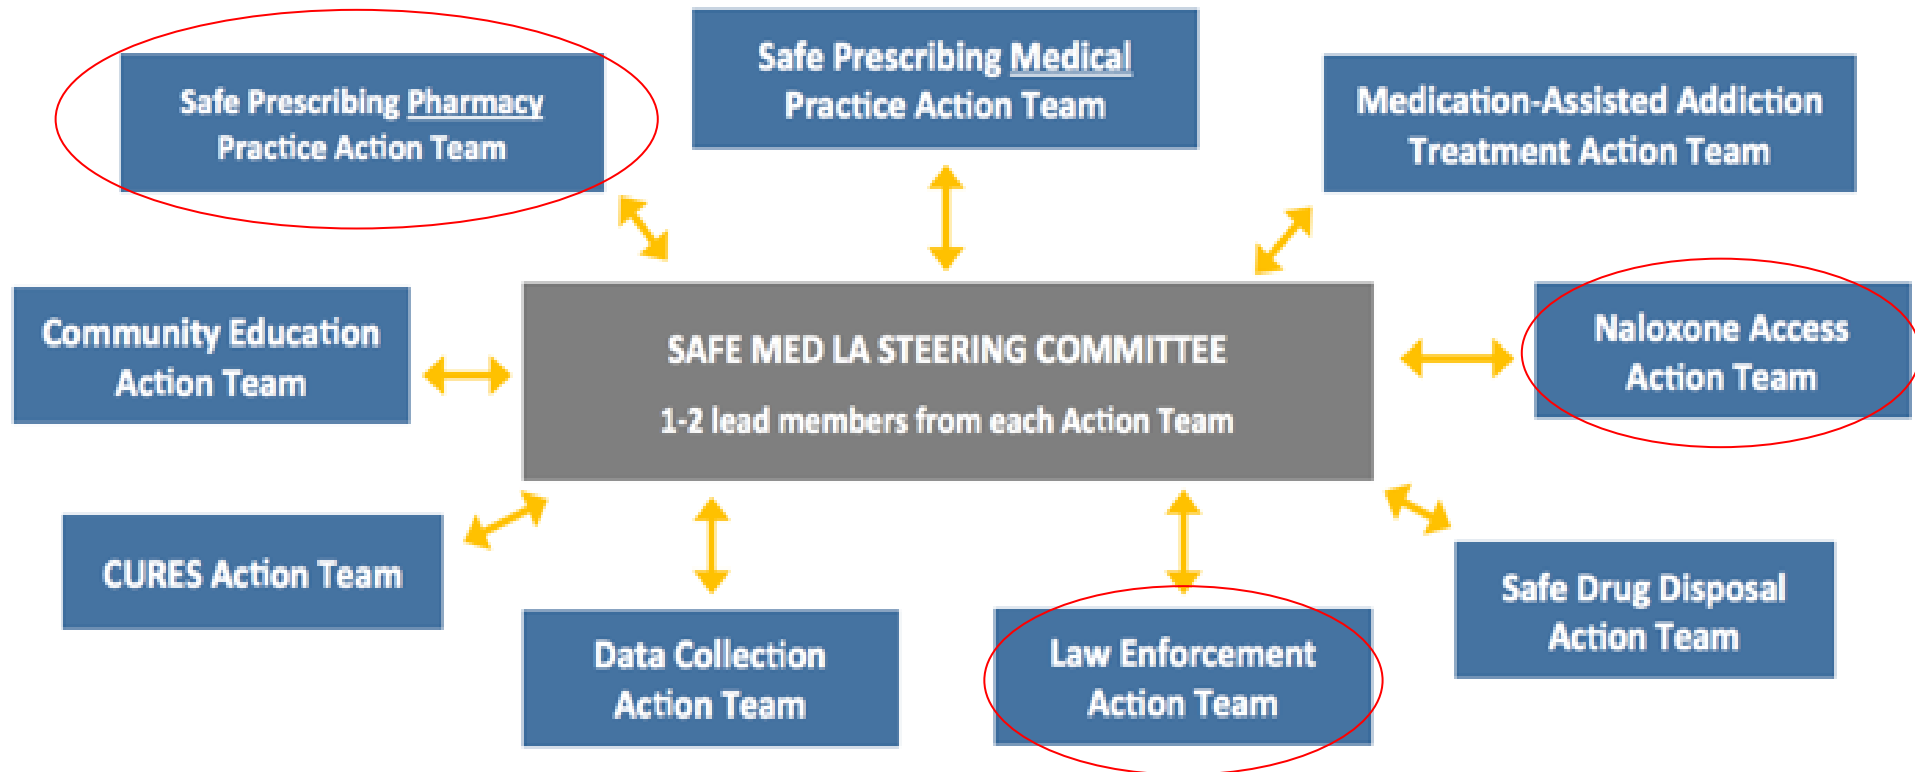 Safe Prescribing Pharmacy
Practice Action Team
Safe Prescribing Medical
Practice Action Team
Medication-Assisted Addiction
Treatment Action Team
Community Education
Action Team
SAFE MED LA STEERING COMMITTEE
1-2 lead members from each Action Team
Naloxone Access
Action Team
CURES Action Team
Data Collection
Action Team
Law Enforcement
Action Team
Safe Drug Disposal
Action Team